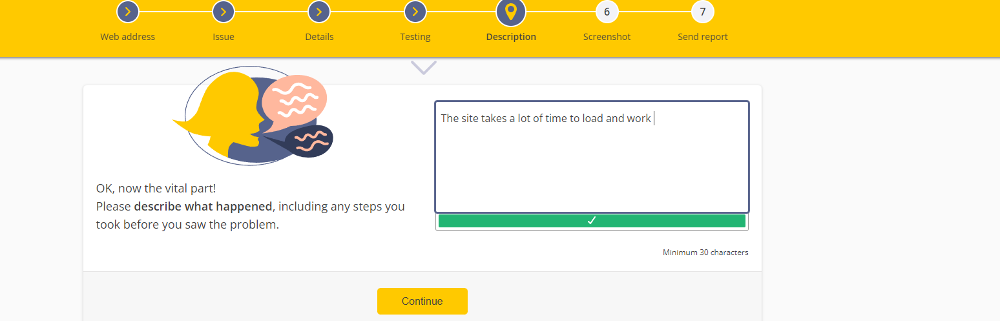 6
7
Web address
Issue
Details
Testing
Description
Screenshot
Send report
The site takes a lot of time to load and work
OK, now the vital part!
Please describe what happened, including any steps you
took before you saw the problem.
Minimum 30 characters
Continue